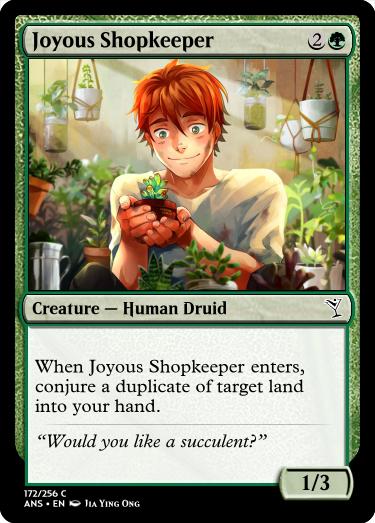 Joyous Shopkeeper 2
Creature — Human Druid
When Joyous Shopkeeper enters,
conjure a duplicate of target land
into your hand.
“Would you like a succulent?”
1/3
172/256 C
ANS • EN Jia Ying Ong